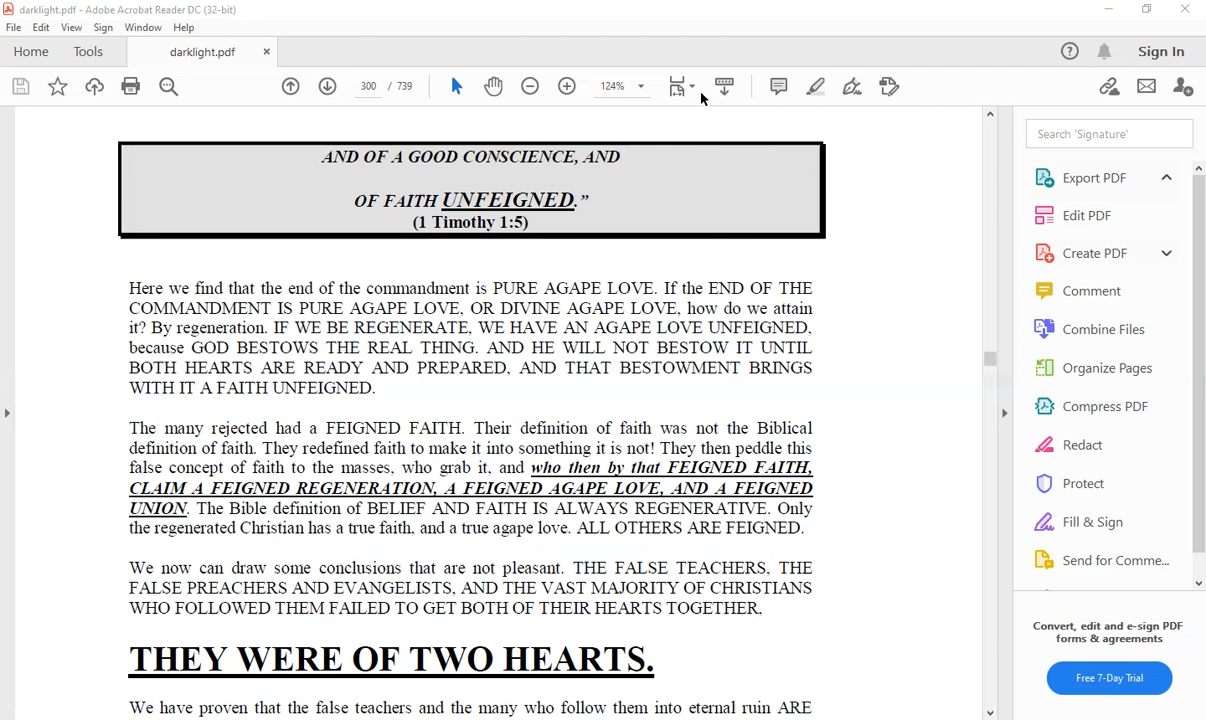 darklight.pdf - Adobe Acrobat Reader DC (32-bit)
File Edit View Sign Window Help
Home Tools darklight.pdf × Sign In
300 / 739 124%
Search 'Signature'
Export PDF
Edit PDF
Create PDF
Comment
Combine Files
Organize Pages
Compress PDF
Redact
Protect
Fill & Sign
Send for Comme...
Convert, edit and e-sign PDF
forms & agreements
Free 7-Day Trial
AND OF A GOOD CONSCIENCE, AND
OF FAITH UNFEIGNED.”
(1 Timothy 1:5)
Here we find that the end of the commandment is PURE AGAPE LOVE. If the END OF THE
COMMANDMENT IS PURE AGAPE LOVE, OR DIVINE AGAPE LOVE, how do we attain
it? By regeneration. IF WE BE REGENERATE, WE HAVE AN AGAPE LOVE UNFEIGNED,
because GOD BESTOWS THE REAL THING. AND HE WILL NOT BESTOW IT UNTIL
BOTH HEARTS ARE READY AND PREPARED, AND THAT BESTOWMENT BRINGS
WITH IT A FAITH UNFEIGNED.
The many rejected had a FEIGNED FAITH. Their definition of faith was not the Biblical
definition of faith. They redefined faith to make it into something it is not! They then peddle this
false concept of faith to the masses, who grab it, and who then by that FEIGNED FAITH,
CLAIM A FEIGNED REGENERATION, A FEIGNED AGAPE LOVE, AND A FEIGNED
UNION. The Bible definition of BELIEF AND FAITH IS ALWAYS REGENERATIVE. Only
the regenerated Christian has a true faith, and a true agape love. ALL OTHERS ARE FEIGNED.
We now can draw some conclusions that are not pleasant. THE FALSE TEACHERS, THE
FALSE PREACHERS AND EVANGELISTS, AND THE VAST MAJORITY OF CHRISTIANS
WHO FOLLOWED THEM FAILED TO GET BOTH OF THEIR HEARTS TOGETHER,
THEY WERE OF TWO HEARTS.
We have proven that the false teachers and the many who follow them into eternal ruin ARE